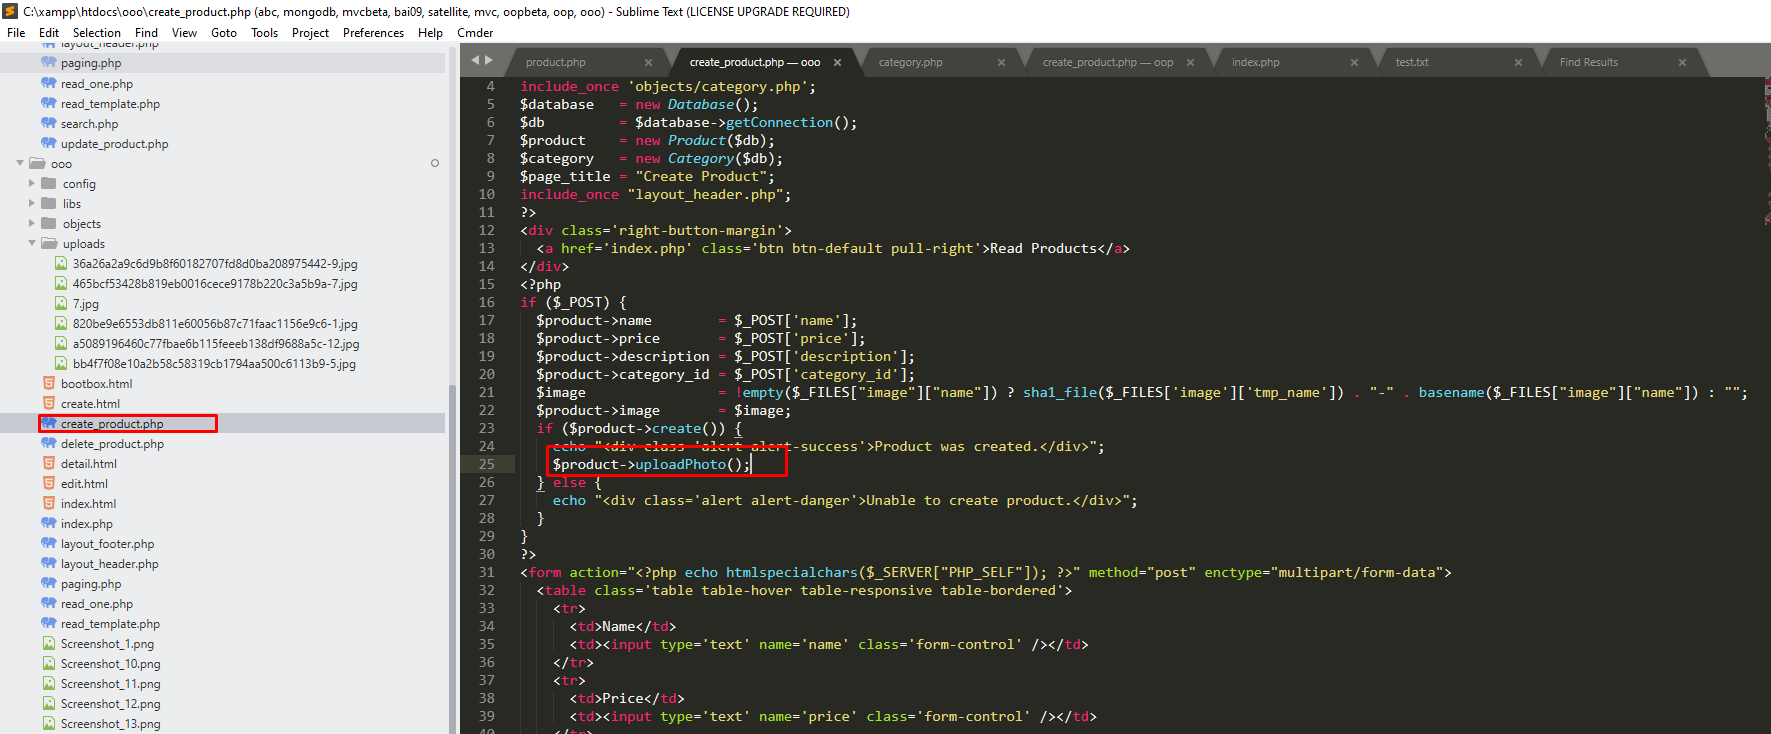 C:\xampp\htdocs\ooo\create_product.php (abc, mongodb, mvcbeta, bai09, satellite, mvc, oopbeta, oop, ooo) - Sublime Text (LICENSE UPGRADE REQUIRED)
File Edit Selection Find View Goto Tools Project Preferences Help Cmder
layout_header.php
paging.php
read_one.php
read_template.php
search.php
update_product.php
ooo
config
libs
objects
uploads
36a26a2a9c6d9b8f60182707fd8d0ba208975442-9.jpg
465bcf53428b819eb0016cece9178b220c3a5b9a-7.jpg
7.jpg
820be9e6553db811e60056b87c71faac1156e9c6-1.jpg
a5089196460c77fbae6b115feeeb138df9688a5c-12.jpg
bb4f7f08e10a2b58c58319cb1794aa500c6113b9-5.jpg
bootbox.html
create.html
create_product.php
delete_product.php
detail.html
edit.html
index.html
index.php
layout_footer.php
layout_header.php
paging.php
read_one.php
read_template.php
Screenshot_1.png
Screenshot_10.png
Screenshot_11.png
Screenshot_12.png
Screenshot_13.png
product.php × create_product.php — ooo × category.php × create_product.php — oop × index.php × test.txt × Find Results ×
4 include_once 'objects/category.php';
5 $database   = new Database();
6 $db         = $database->getConnection();
7 $product    = new Product($db);
8 $category   = new Category($db);
9 $page_title = "Create Product";
10 include_once "layout_header.php";
11 ?>
12 <div class='right-button-margin'>
13   <a href='index.php' class='btn btn-default pull-right'>Read Products</a>
14 </div>
15 <?php
16 if ($_POST) {
17   $product->name        = $_POST['name'];
18   $product->price       = $_POST['price'];
19   $product->description = $_POST['description'];
20   $product->category_id = $_POST['category_id'];
21   $image                = !empty($_FILES["image"]["name"]) ? sha1_file($_FILES['image']['tmp_name']) . "-" . basename($_FILES["image"]["name"]) : "";
22   $product->image       = $image;
23   if ($product->create()) {
24     echo "<div class='alert alert-success'>Product was created.</div>";
25     $product->uploadPhoto();
26   } else {
27     echo "<div class='alert alert-danger'>Unable to create product.</div>";
28   }
29 }
30 ?>
31 <form action="<?php echo htmlspecialchars($_SERVER["PHP_SELF"]); ?>" method="post" enctype="multipart/form-data">
32   <table class='table table-hover table-responsive table-bordered'>
33     <tr>
34       <td>Name</td>
35       <td><input type='text' name='name' class='form-control' /></td>
36     </tr>
37     <tr>
38       <td>Price</td>
39       <td><input type='text' name='price' class='form-control' /></td>
40     </tr>